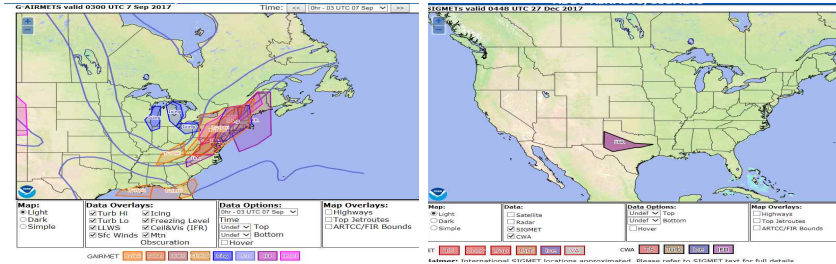 G-AIRMETS valid 0300 UTC 7 Sep 2017
Time: << 0hr - 03 UTC 07 Sep >>
Map:
Light
Dark
Simple
Data Overlays:
Turb Hi Icing
Turb Lo Freezing Level
LLWS Ceil&Vis (IFR)
Sfc Winds Mtn
Obscuration
Data Options:
0hr - 03 UTC 07 Sep
Time
Undef Top
Undef Bottom
Hover
Map Overlays:
Highways
Top Jetroutes
ARTCC/FIR Bounds
GAIRMET
SIGMETS valid 0448 UTC 27 Dec 2017
Map:
Light
Dark
Simple
Data:
Satellite
Radar
SIGMET
CWA
Data Options:
Undef Top
Undef Bottom
Hover
Map Overlays:
Highways
Top Jetroutes
ARTCC/FIR Bounds
ET
CWA
laimer: International SIGMET locations approximated. Please refer to SIGMET text for full details